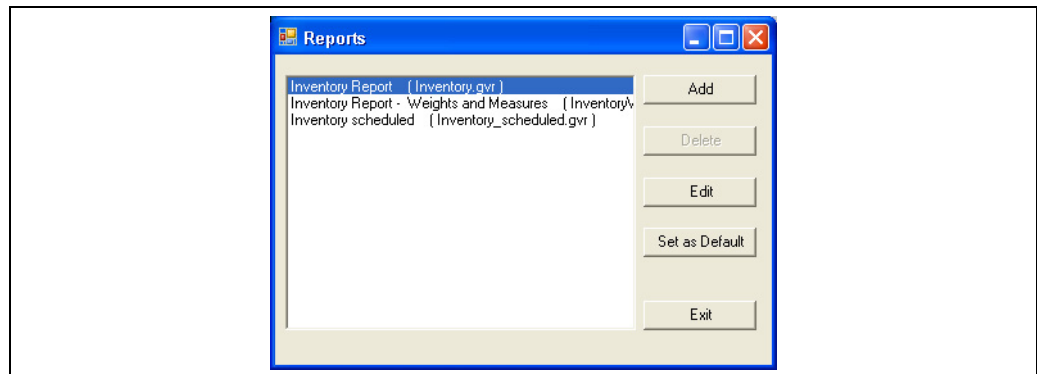 Reports
Inventory Report ( Inventory.gvr )
Inventory Report - Weights and Measures ( Inventory
Inventory scheduled ( Inventory_scheduled.gvr )
Add
Delete
Edit
Set as Default
Exit